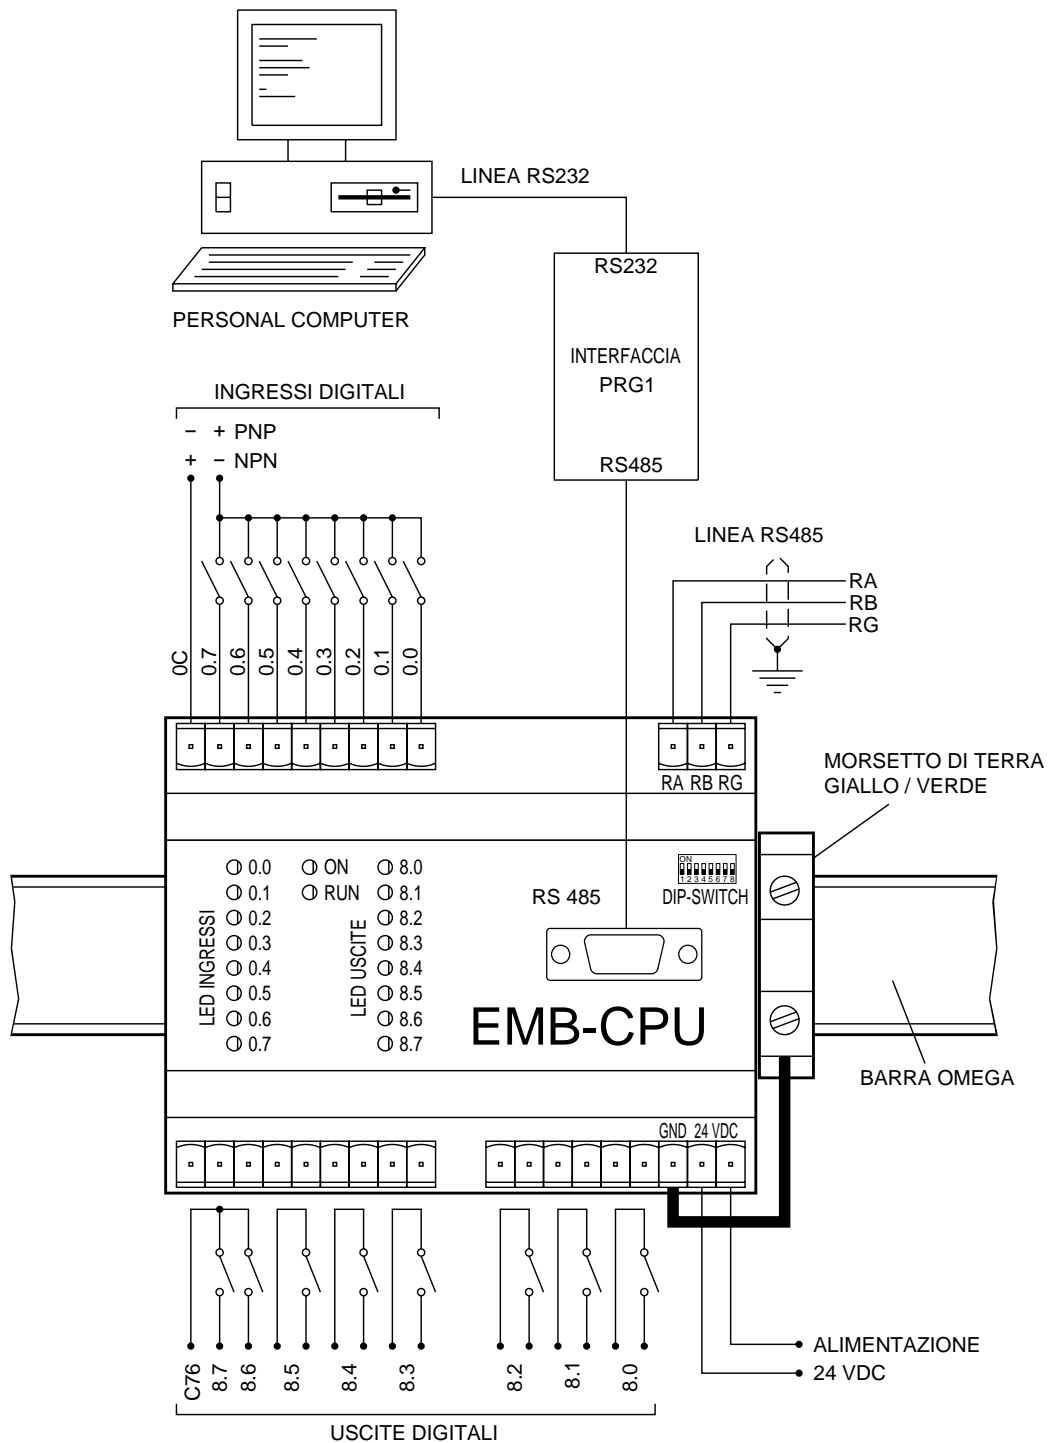 LINEA RS232
RS232
INTERFACCIA
PRG1
RS485
PERSONAL COMPUTER
INGRESSI DIGITALI
− + PNP
+ − NPN
LINEA RS485
RA
RB
RG
0C 0.7 0.6 0.5 0.4 0.3 0.2 0.1 0.0
RA RB RG
MORSETTO DI TERRA
GIALLO / VERDE
LED INGRESSI
0.0
0.1
0.2
0.3
0.4
0.5
0.6
0.7
ON
RUN
LED USCITE
8.0
8.1
8.2
8.3
8.4
8.5
8.6
8.7
RS 485
ON
1 2 3 4 5 6 7 8
DIP-SWITCH
EMB-CPU
BARRA OMEGA
GND 24 VDC
C76 8.7 8.6 8.5 8.4 8.3 8.2 8.1 8.0
ALIMENTAZIONE
24 VDC
USCITE DIGITALI